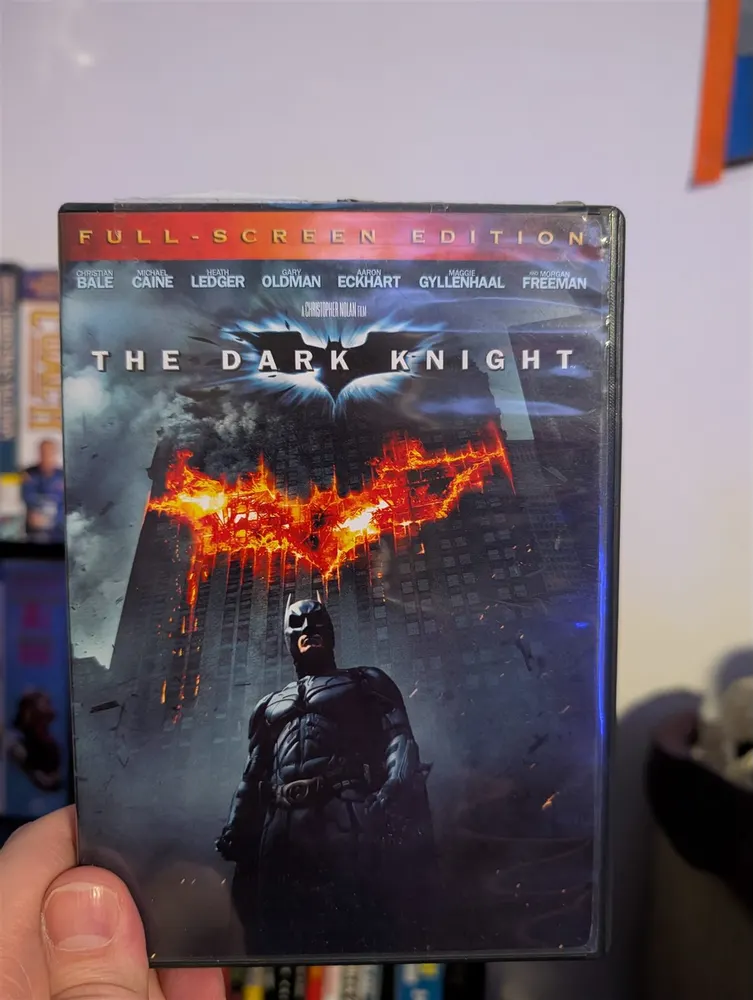 FULL-SCREEN EDITION
CHRISTIAN BALE MICHAEL CAINE HEATH LEDGER GARY OLDMAN AARON ECKHART MAGGIE GYLLENHAAL AND MORGAN FREEMAN
A CHRISTOPHER NOLAN FILM
THE DARK KNIGHT